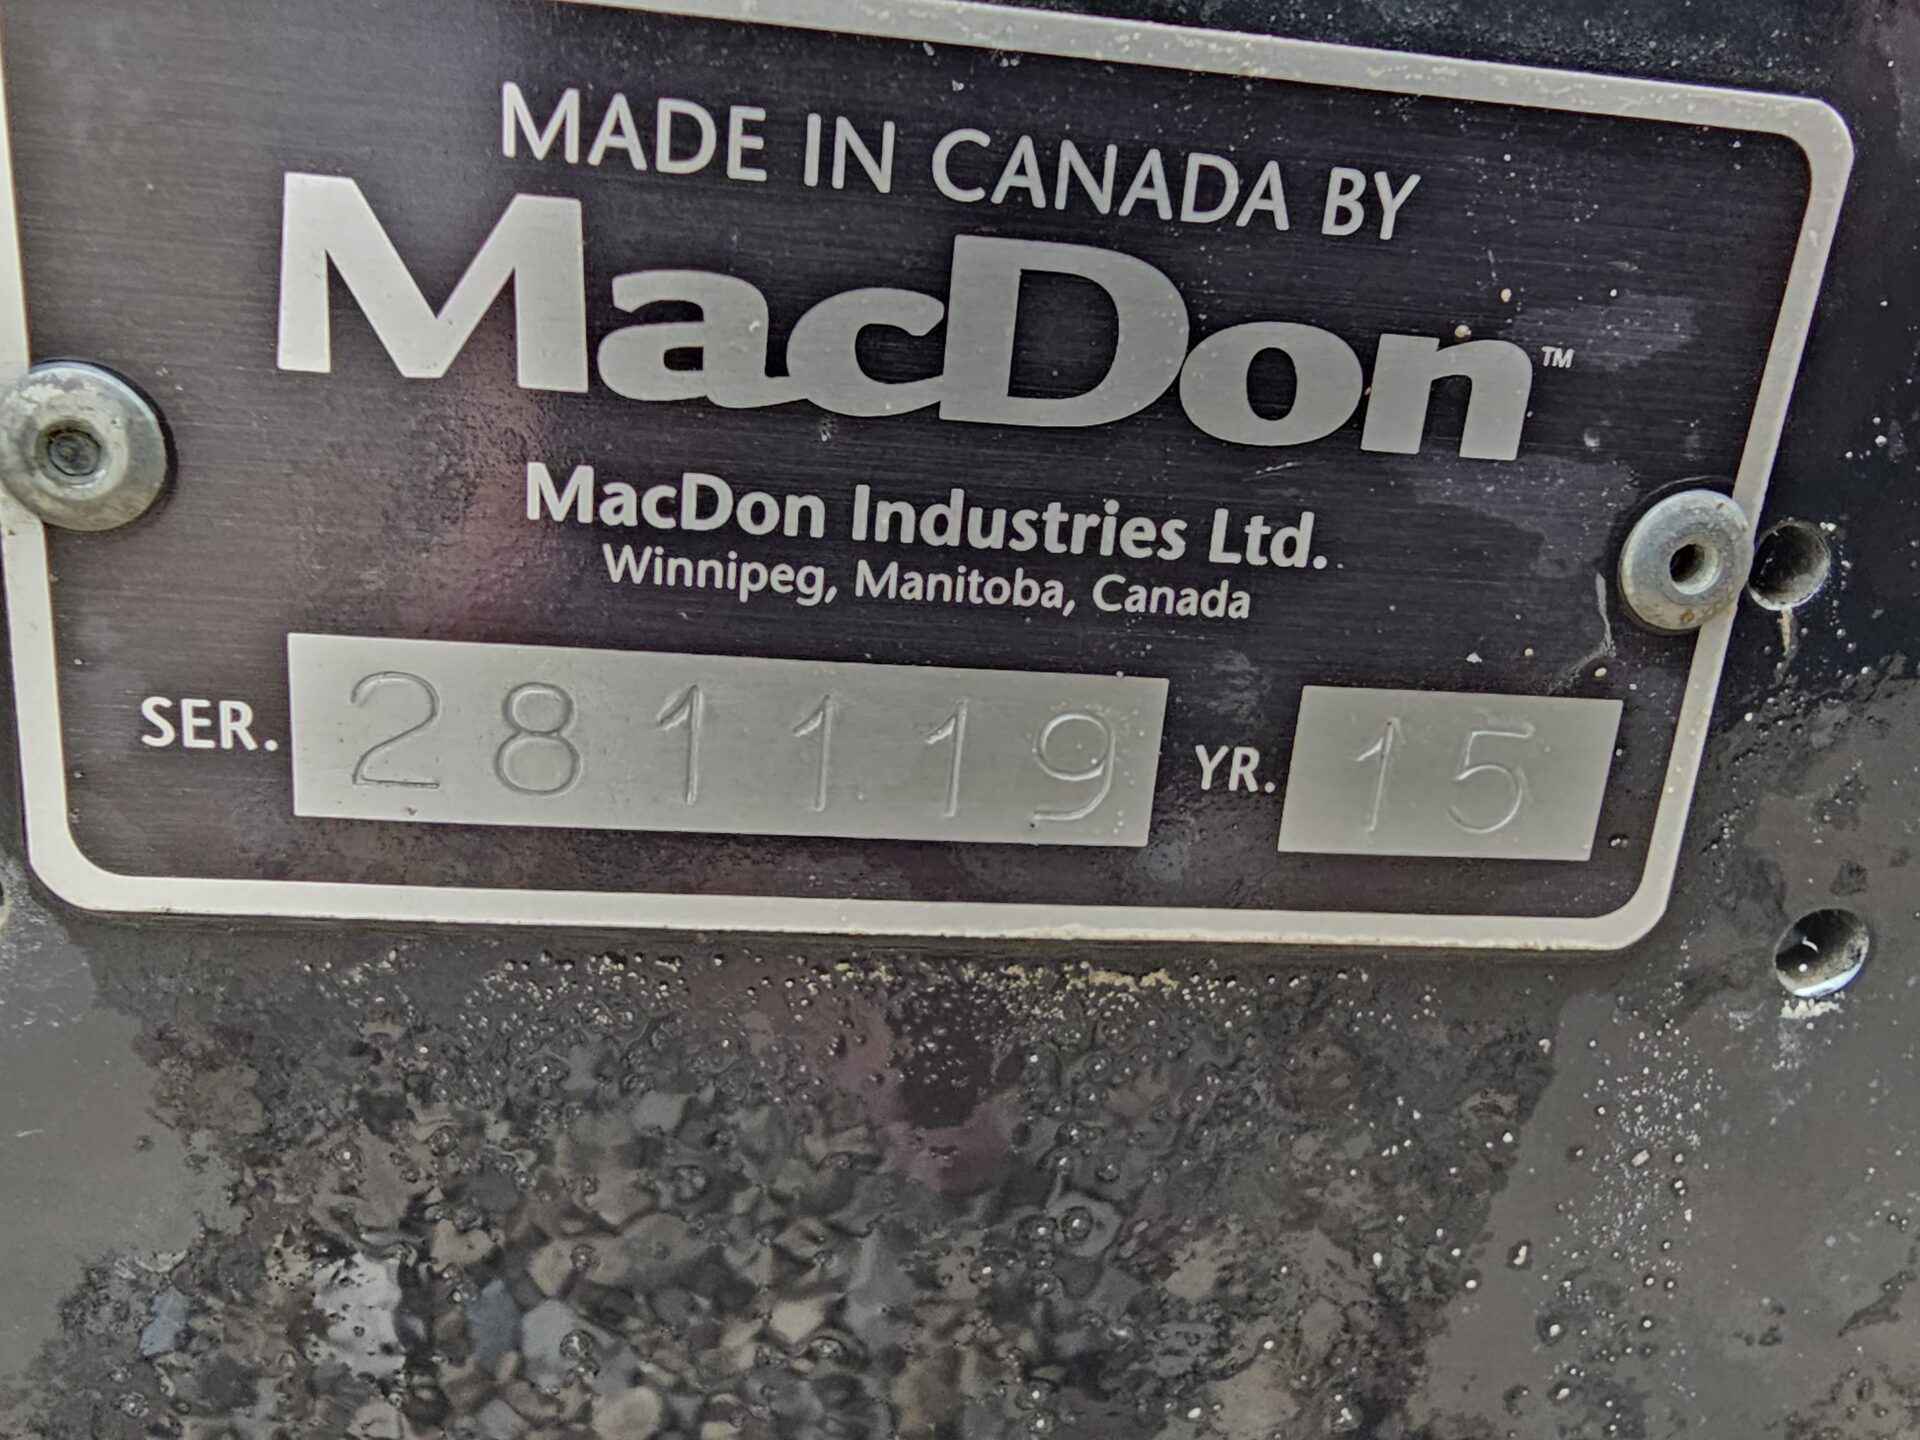 MADE IN CANADA BY
MacDon™
MacDon Industries Ltd.
Winnipeg, Manitoba, Canada
SER. 281119 YR. 15